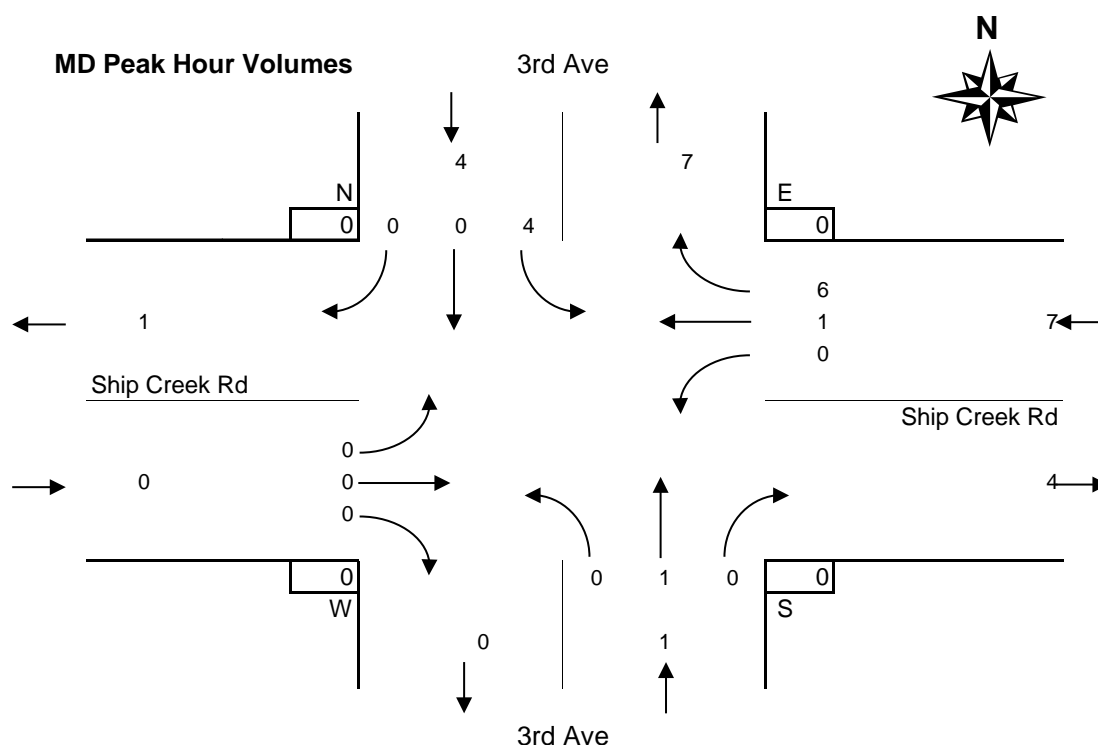 N
MD Peak Hour Volumes 3rd Ave
4 7
N E
0 0 0 4 0
6
1 1 7
0
Ship Creek Rd
Ship Creek Rd
0
0 0 4
0
0 0 1 0 0
W S
0 1
3rd Ave